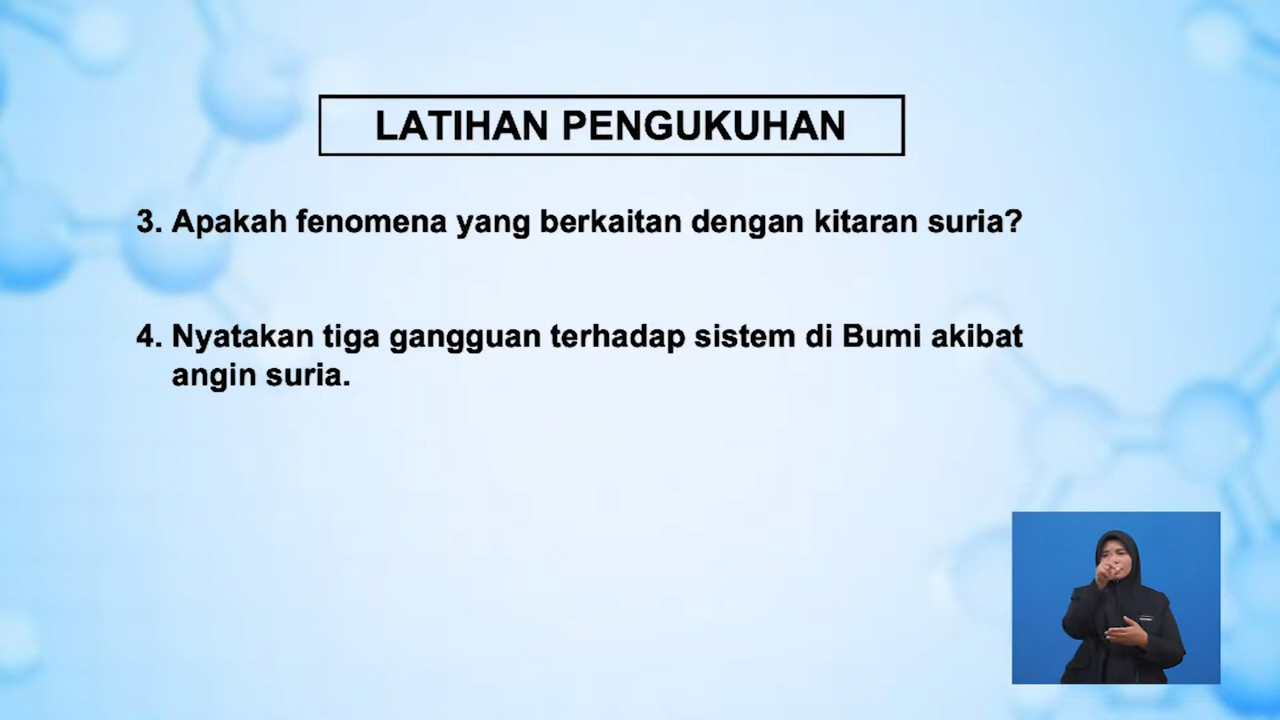 LATIHAN PENGUKUHAN
3. Apakah fenomena yang berkaitan dengan kitaran suria?
4. Nyatakan tiga gangguan terhadap sistem di Bumi akibat
angin suria.